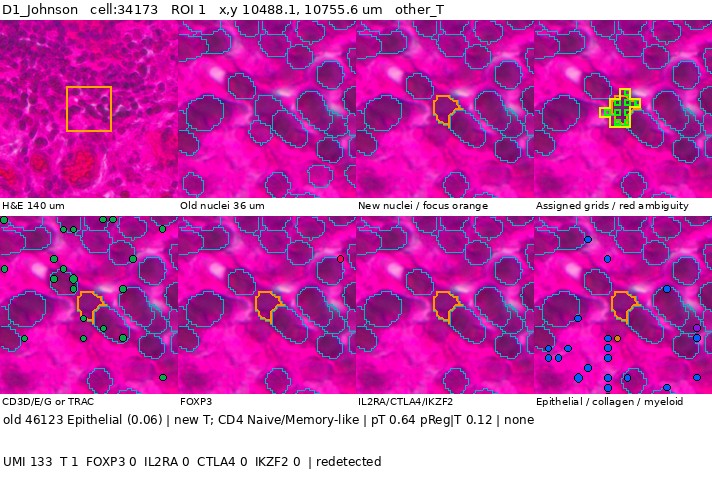 D1_Johnson cell:34173 ROI 1 x,y 10488.1, 10755.6 um other_T
H&E 140 um
Old nuclei 36 um
New nuclei / focus orange
Assigned grids / red ambiguity
CD3D/E/G or TRAC
FOXP3
IL2RA/CTLA4/IKZF2
Epithelial / collagen / myeloid
old 46123 Epithelial (0.06) | new T; CD4 Naive/Memory-like | pT 0.64 pReg|T 0.12 | none
UMI 133 T 1 FOXP3 0 IL2RA 0 CTLA4 0 IKZF2 0 | redetected